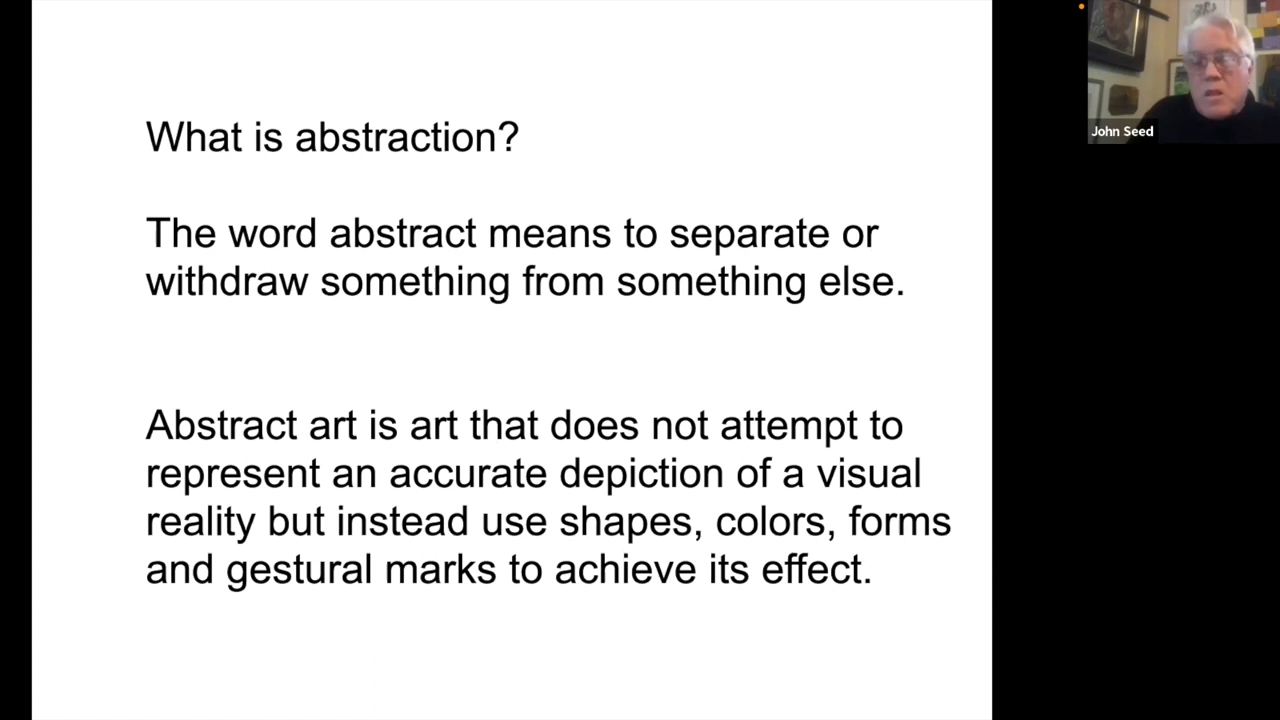 What is abstraction?
The word abstract means to separate or
withdraw something from something else.
Abstract art is art that does not attempt to
represent an accurate depiction of a visual
reality but instead use shapes, colors, forms
and gestural marks to achieve its effect.
John Seed